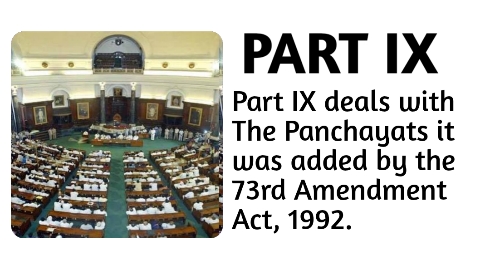 PART IX
Part IX deals with
The Panchayats it
was added by the
73rd Amendment
Act, 1992.